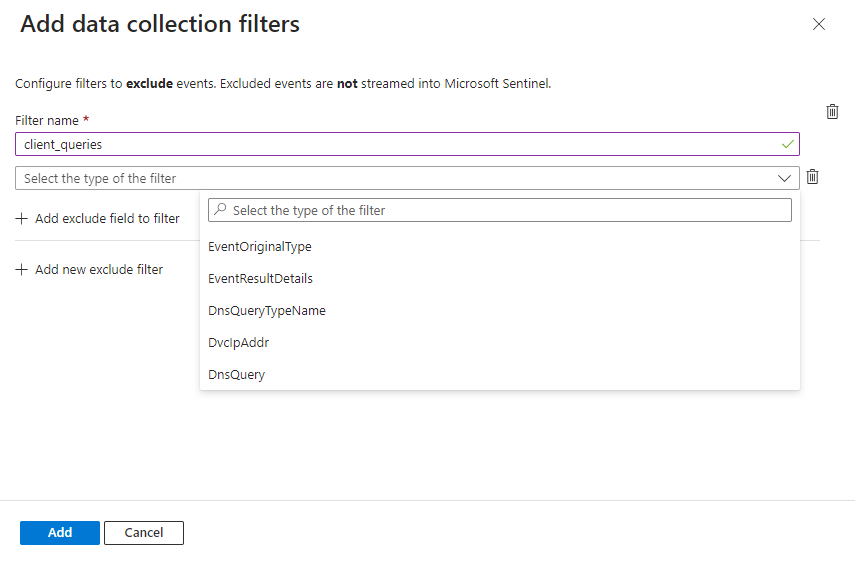 Add data collection filters
Configure filters to exclude events. Excluded events are not streamed into Microsoft Sentinel.
Filter name *
client_queries
Select the type of the filter
Select the type of the filter
Add exclude field to filter
EventOriginalType
Add new exclude filter
EventResultDetails
DnsQueryTypeName
DvcIpAddr
DnsQuery
Add
Cancel